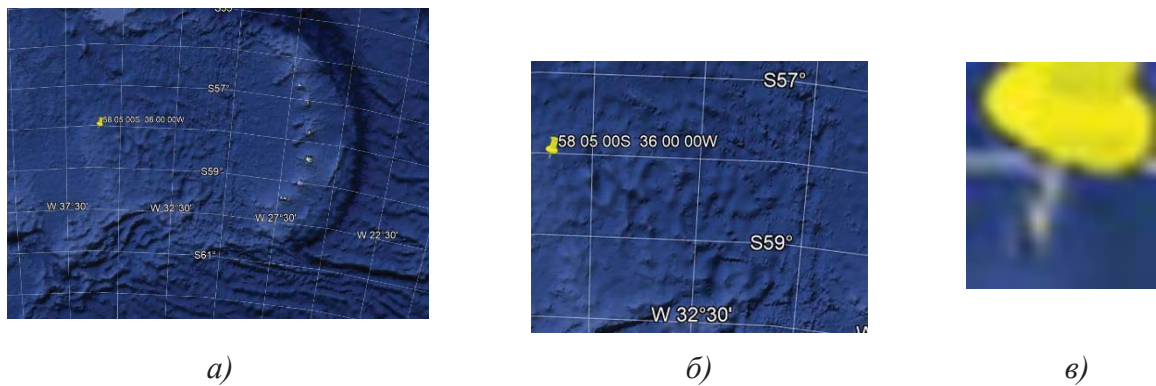 S57°
58 05 00S 36 00 00W
S59°
W 37°30'
W 32°30'
W 27°30'
W 22°30'
S61°
S57°
58 05 00S 36 00 00W
S59°
W 32°30'
а)
б)
в)